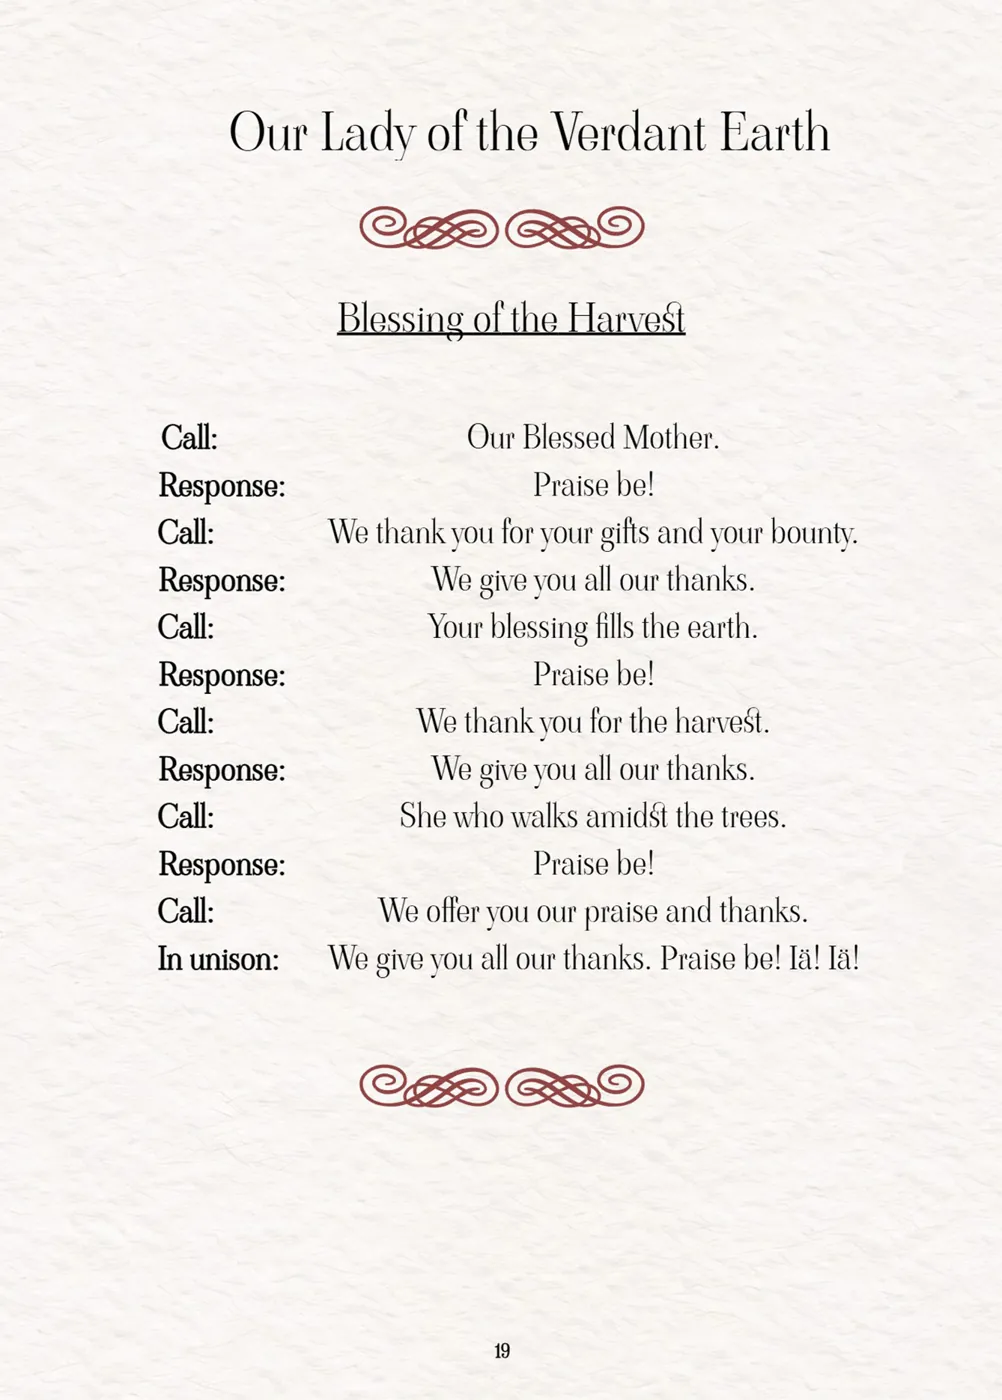 Our Lady of the Verdant Earth
Blessing of the Harvest
Call: Our Blessed Mother.
Response: Praise be!
Call: We thank you for your gifts and your bounty.
Response: We give you all our thanks.
Call: Your blessing fills the earth.
Response: Praise be!
Call: We thank you for the harvest.
Response: We give you all our thanks.
Call: She who walks amidst the trees.
Response: Praise be!
Call: We offer you our praise and thanks.
In unison: We give you all our thanks. Praise be! Iä! Iä!
19